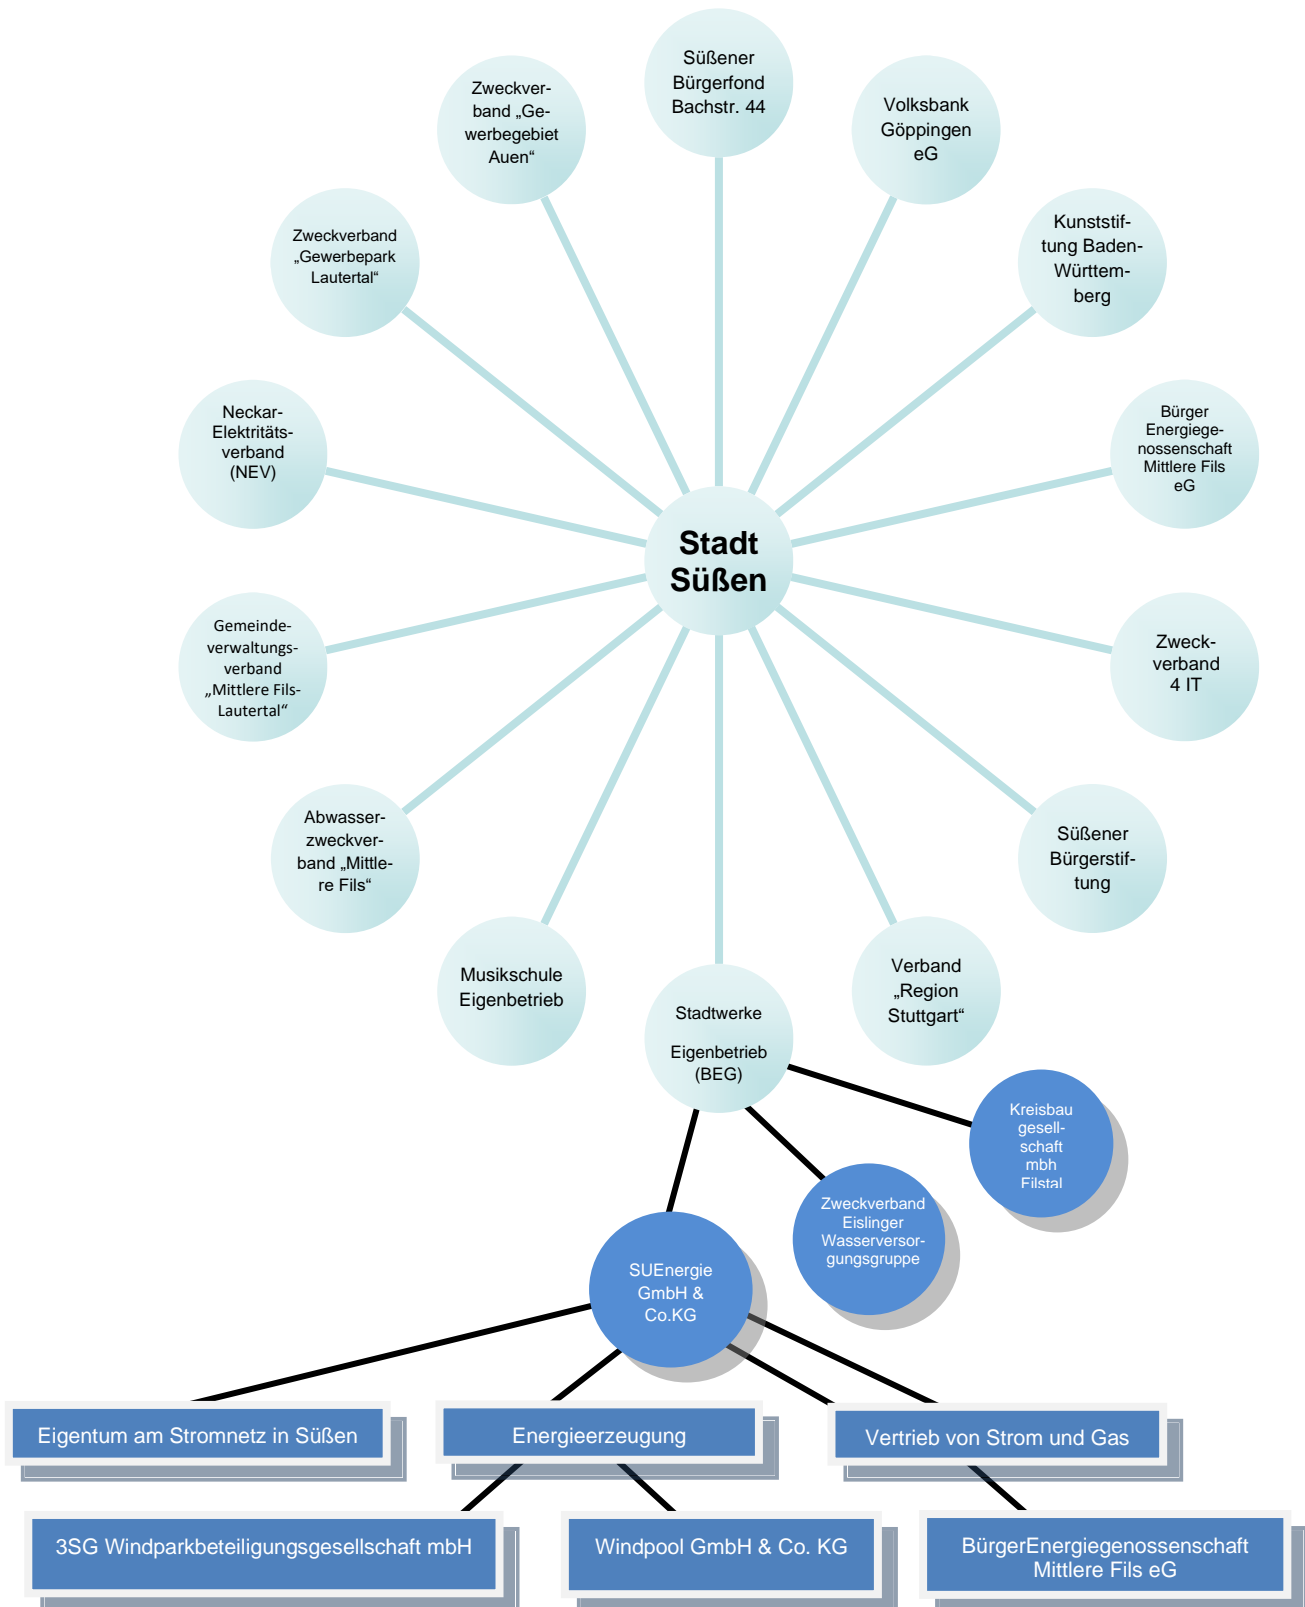 Süßener
Bürgerfond
Bachstr. 44
Zweckver-
band „Ge-
werbegebiet
Auen“
Volksbank
Göppingen
eG
Zweckverband
„Gewerbepark
Lautertal“
Kunststif-
tung Baden-
Württem-
berg
Neckar-
Elektritäts-
verband
(NEV)
Bürger
Energiege-
nossenschaft
Mittlere Fils
eG
Stadt
Süßen
Gemeinde-
verwaltungs-
verband
„Mittlere Fils-
Lautertal“
Zweck-
verband
4 IT
Abwasser-
zweckver-
band „Mittle-
re Fils“
Süßener
Bürgerstif-
tung
Musikschule
Eigenbetrieb
Verband
„Region
Stuttgart“
Stadtwerke
Eigenbetrieb
(BEG)
Kreisbau
gesell-
schaft
mbh
Filstal
Zweckverband
Eislinger
Wasserversor-
gungsgruppe
SUEnergie
GmbH &
Co.KG
Eigentum am Stromnetz in Süßen
Energieerzeugung
Vertrieb von Strom und Gas
3SG Windparkbeteiligungsgesellschaft mbH
Windpool GmbH & Co. KG
BürgerEnergiegenossenschaft
Mittlere Fils eG